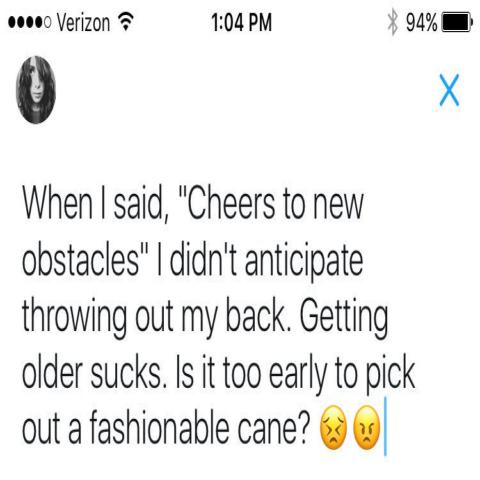 ●●●●○ Verizon 1:04 PM 94%
When I said, "Cheers to new
obstacles" I didn't anticipate
throwing out my back. Getting
older sucks. Is it too early to pick
out a fashionable cane? 😣😠